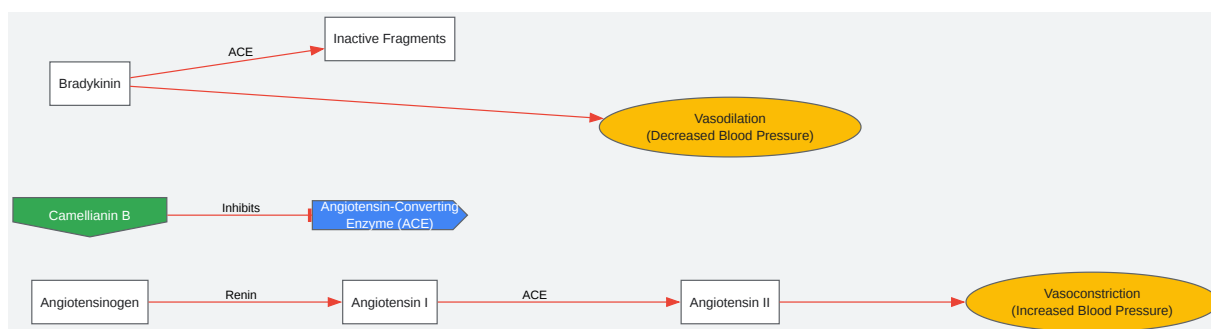 Inactive Fragments
ACE
Bradykinin
Vasodilation
(Decreased Blood Pressure)
Camellianin B
Inhibits
Angiotensin-Converting
Enzyme (ACE)
Angiotensinogen
Renin
Angiotensin I
ACE
Angiotensin II
Vasoconstriction
(Increased Blood Pressure)